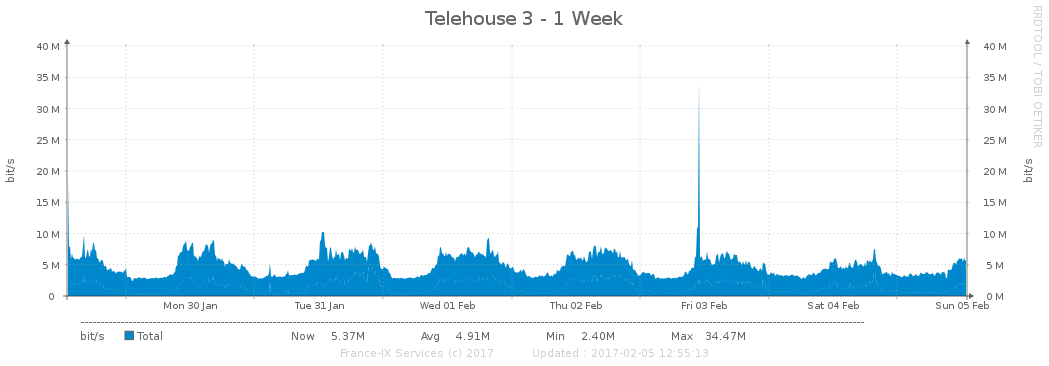 Telehouse 3 - 1 Week
RRDTOOL / TOBI OETIKER
40 M 40 M
35 M 35 M
30 M 30 M
25 M 25 M
20 M 20 M
15 M 15 M
10 M 10 M
5 M 5 M
0 0 M
bit/s bit/s
Mon 30 Jan Tue 31 Jan Wed 01 Feb Thu 02 Feb Fri 03 Feb Sat 04 Feb Sun 05 Feb
bit/s Total Now 5.37M Avg 4.91M Min 2.40M Max 34.47M
France-IX Services (c) 2017 Updated : 2017-02-05 12:55:13